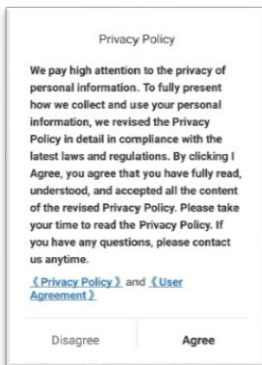 Privacy Policy
We pay high attention to the privacy of
personal information. To fully present
how we collect and use your personal
information, we revised the Privacy
Policy in detail in compliance with the
latest laws and regulations. By clicking I
Agree, you agree that you have fully read,
understood, and accepted all the content
of the revised Privacy Policy. Please take
your time to read the Privacy Policy. If
you have any questions, please contact
us anytime.
《Privacy Policy》 and 《User
Agreement》
Disagree Agree